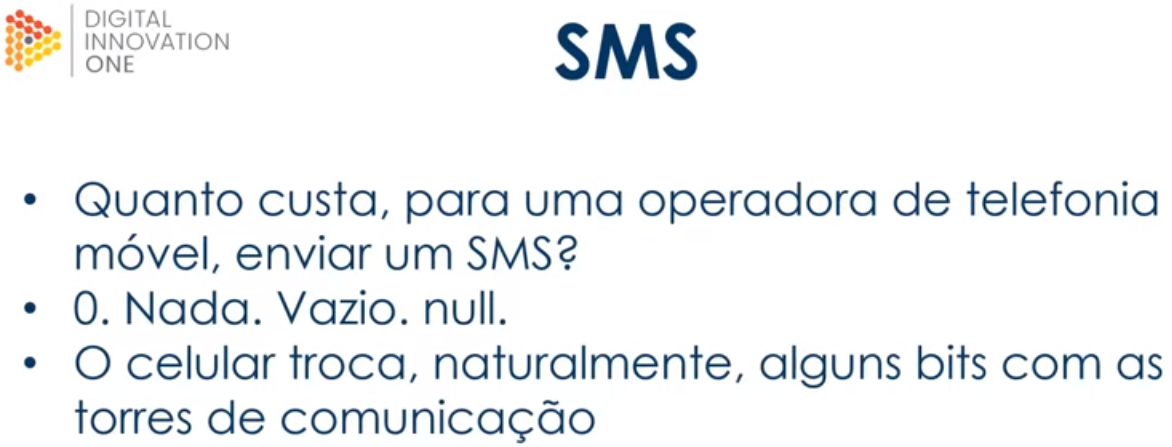 DIGITAL
INNOVATION
ONE
SMS
• Quanto custa, para uma operadora de telefonia
móvel, enviar um SMS?
• 0. Nada. Vazio. null.
• O celular troca, naturalmente, alguns bits com as
torres de comunicação